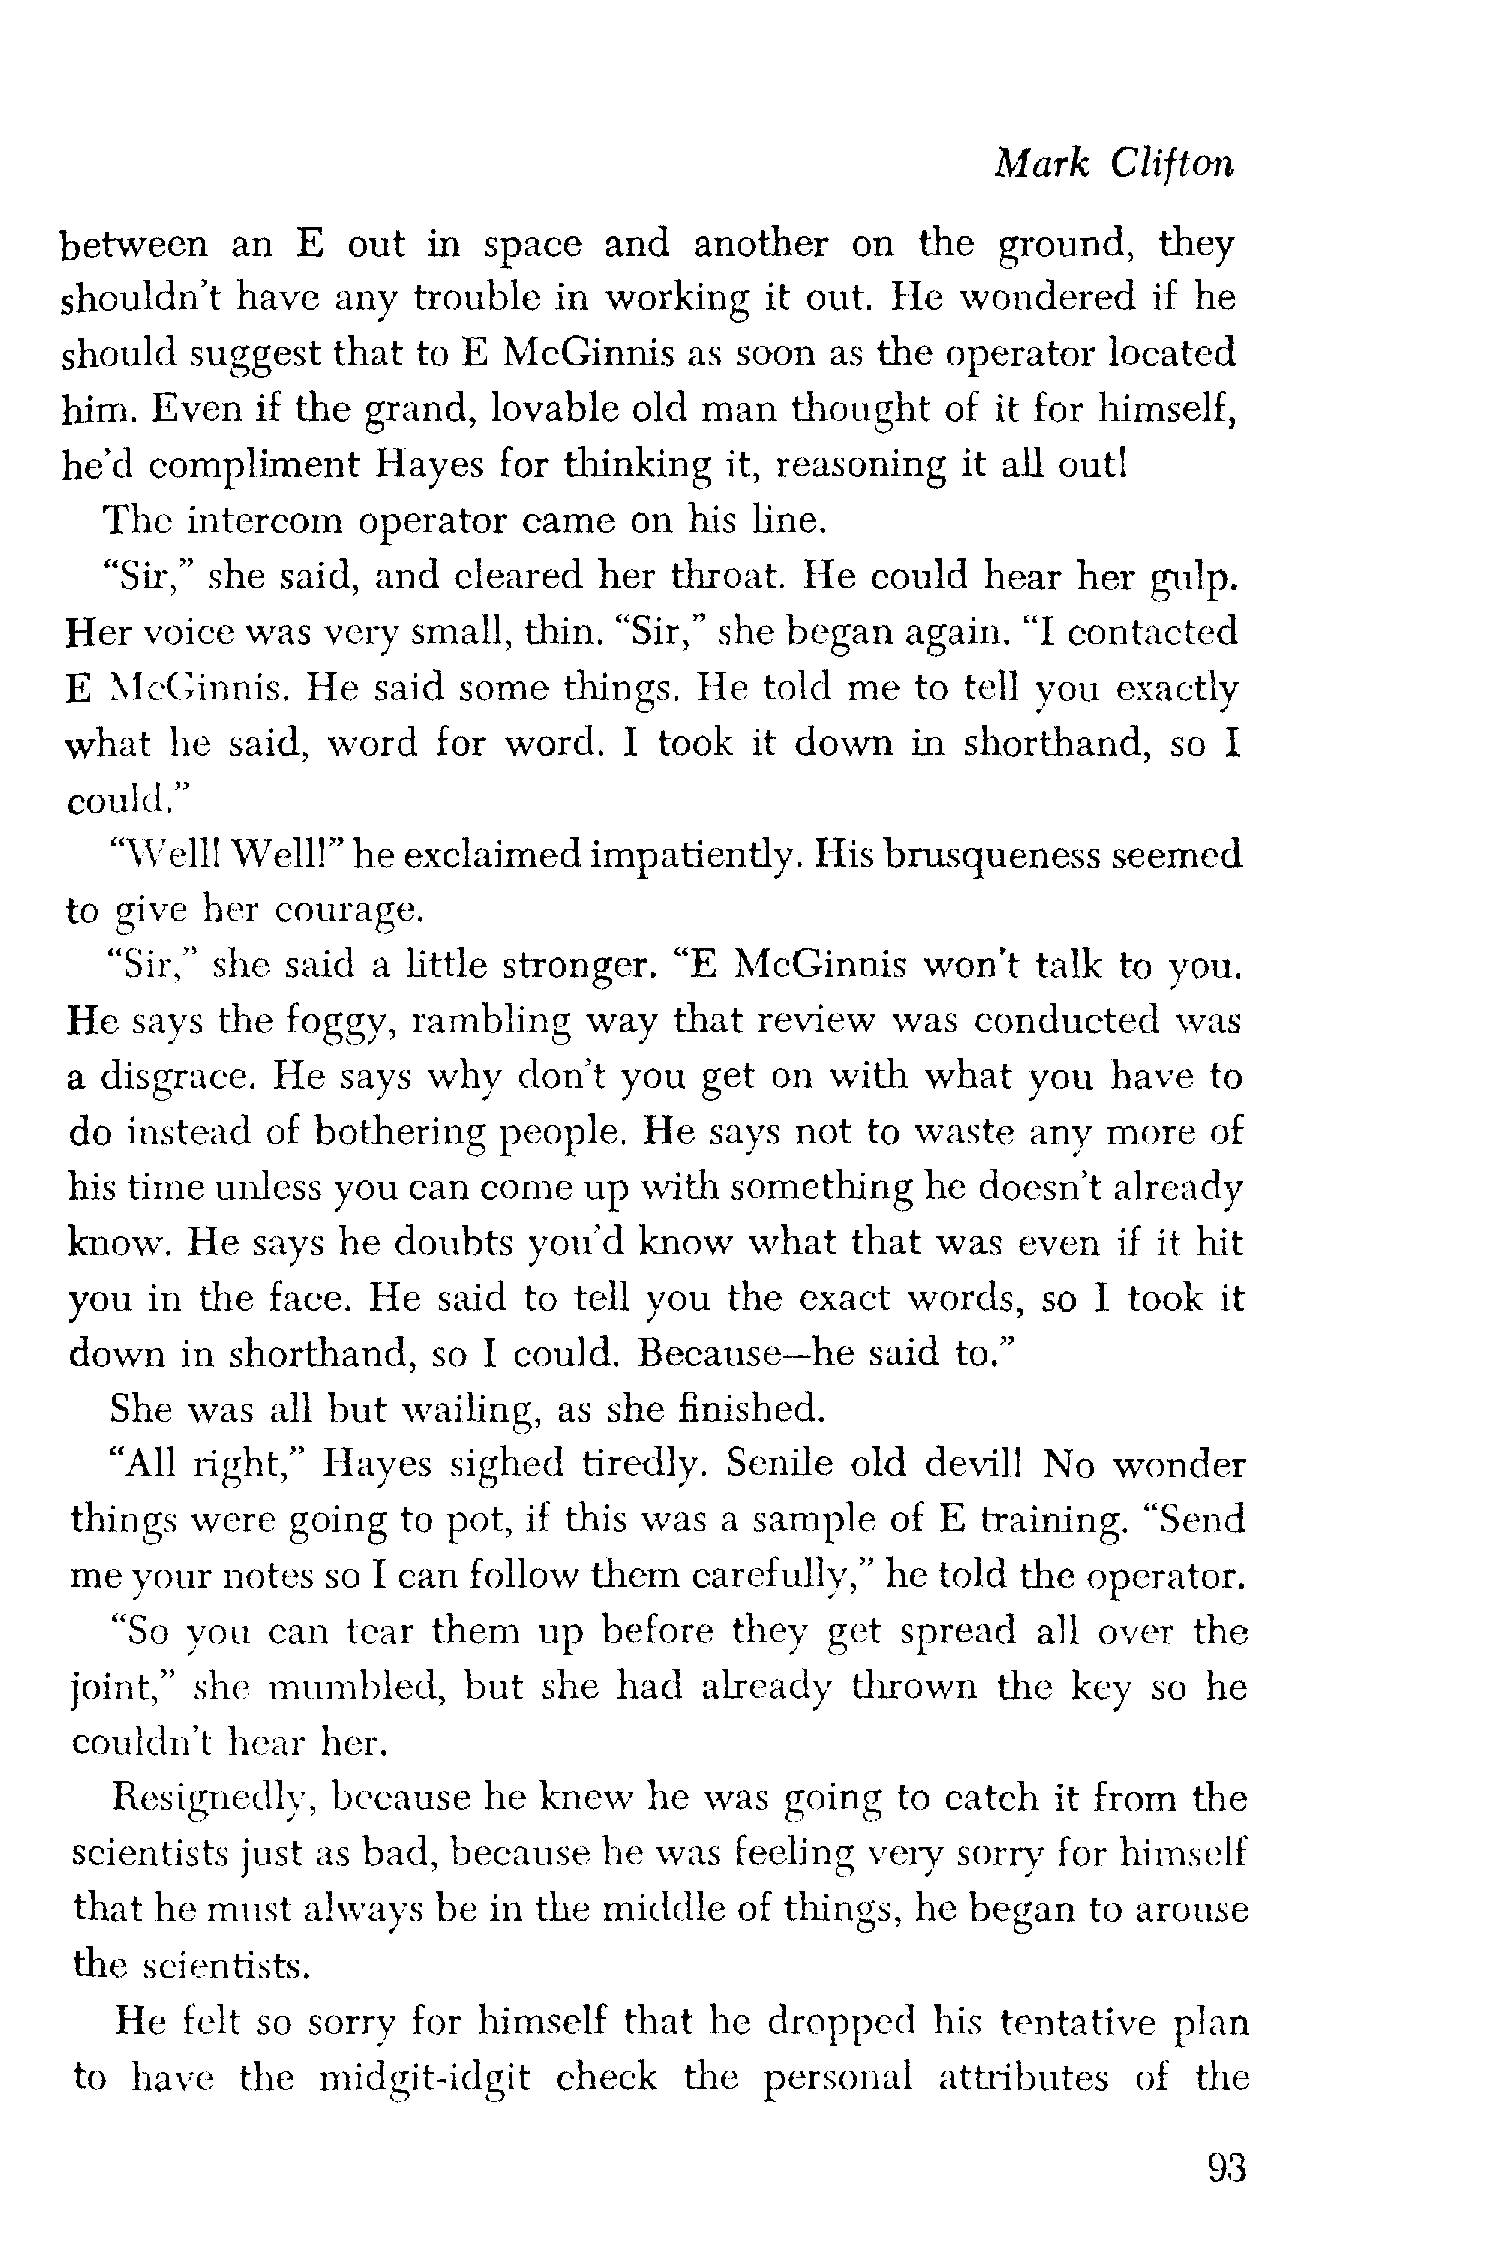 Mark Clifton
between an E out in space and another on the ground, they
shouldn't have any trouble in working it out. He wondered if he
should suggest that to E McGinnis as soon as the operator located
him. Even if the grand, lovable old man thought of it for himself,
he'd compliment Hayes for thinking it, reasoning it all out!
The intercom operator came on his line.
“Sir,” she said, and cleared her throat. He could hear her gulp.
Her voice was very small, thin. “Sir,” she began again. “I contacted
E McGinnis. He said some things. He told me to tell you exactly
what he said, word for word. I took it down in shorthand, so I
could.”
“Well! Well!” he exclaimed impatiently. His brusqueness seemed
to give her courage.
“Sir,” she said a little stronger. “E McGinnis won't talk to you.
He says the foggy, rambling way that review was conducted was
a disgrace. He says why don't you get on with what you have to
do instead of bothering people. He says not to waste any more of
his time unless you can come up with something he doesn't already
know. He says he doubts you'd know what that was even if it hit
you in the face. He said to tell you the exact words, so I took it
down in shorthand, so I could. Because—he said to.”
She was all but wailing, as she finished.
“All right,” Hayes sighed tiredly. Senile old devil! No wonder
things were going to pot, if this was a sample of E training. “Send
me your notes so I can follow them carefully,” he told the operator.
“So you can tear them up before they get spread all over the
joint,” she mumbled, but she had already thrown the key so he
couldn't hear her.
Resignedly, because he knew he was going to catch it from the
scientists just as bad, because he was feeling very sorry for himself
that he must always be in the middle of things, he began to arouse
the scientists.
He felt so sorry for himself that he dropped his tentative plan
to have the midgit-idgit check the personal attributes of the
93